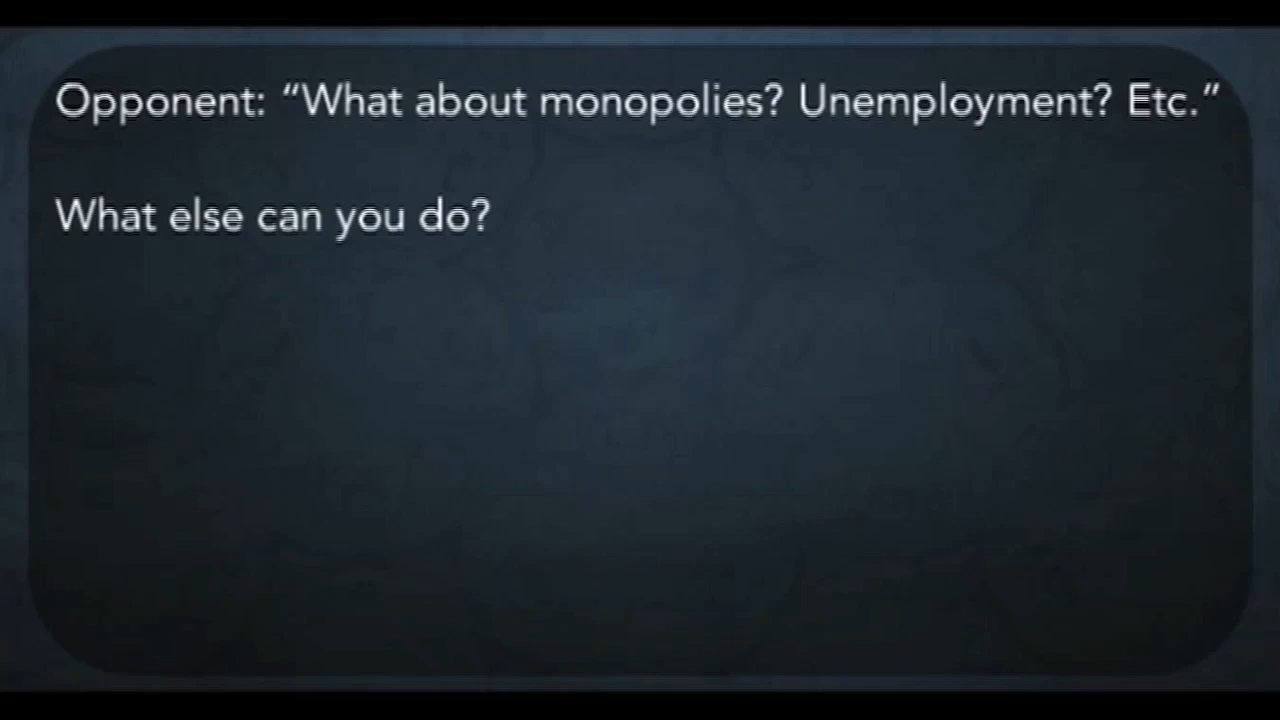 Opponent: “What about monopolies? Unemployment? Etc.”
What else can you do?